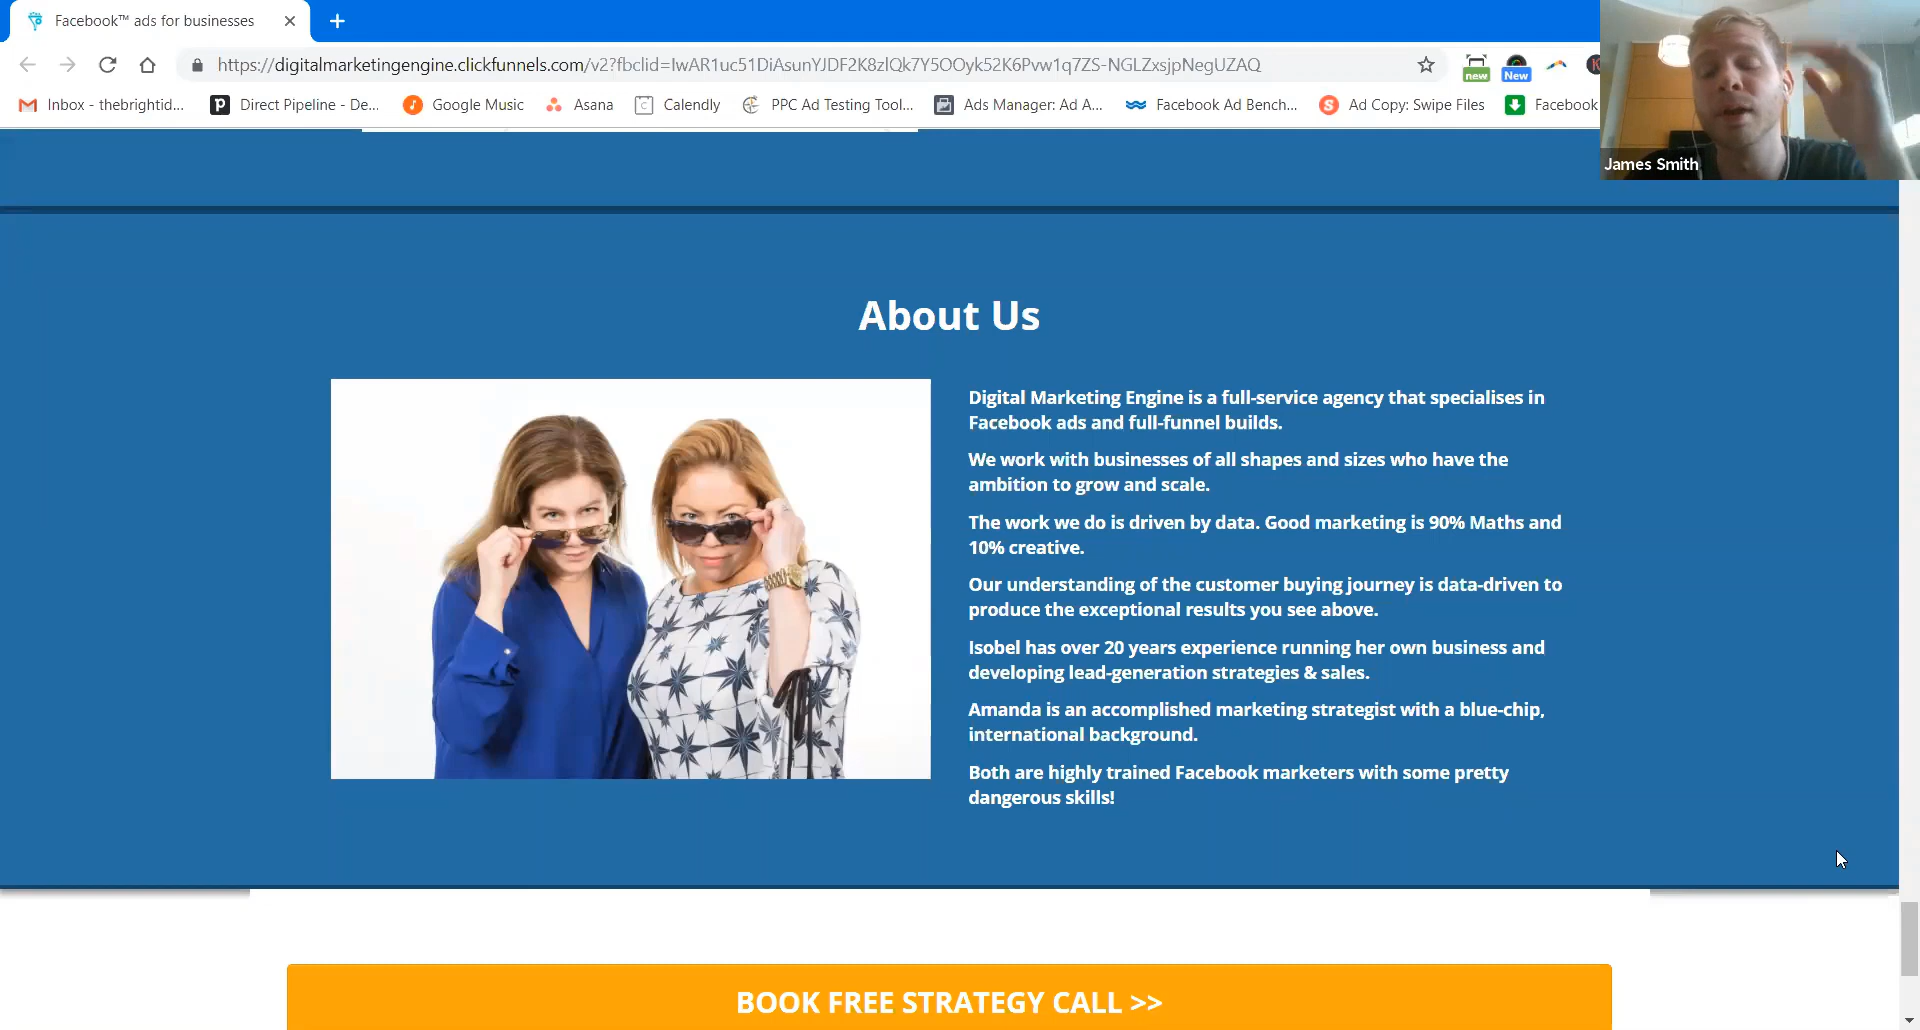 Facebook™ ads for businesses
https://digitalmarketingengine.clickfunnels.com/v2?fbclid=IwAR1uc51DiAsunYJDF2K8zlQk7Y5OOyk52K6Pvw1q7ZS-NGLZxsjpNegUZAQ
new
New
Inbox - thebrightid...
Direct Pipeline - De...
Google Music
Asana
Calendly
PPC Ad Testing Tool...
Ads Manager: Ad A...
Facebook Ad Bench...
Ad Copy: Swipe Files
Facebook
James Smith
About Us
Digital Marketing Engine is a full-service agency that specialises in
Facebook ads and full-funnel builds.
We work with businesses of all shapes and sizes who have the
ambition to grow and scale.
The work we do is driven by data. Good marketing is 90% Maths and
10% creative.
Our understanding of the customer buying journey is data-driven to
produce the exceptional results you see above.
Isobel has over 20 years experience running her own business and
developing lead-generation strategies & sales.
Amanda is an accomplished marketing strategist with a blue-chip,
international background.
Both are highly trained Facebook marketers with some pretty
dangerous skills!
BOOK FREE STRATEGY CALL >>